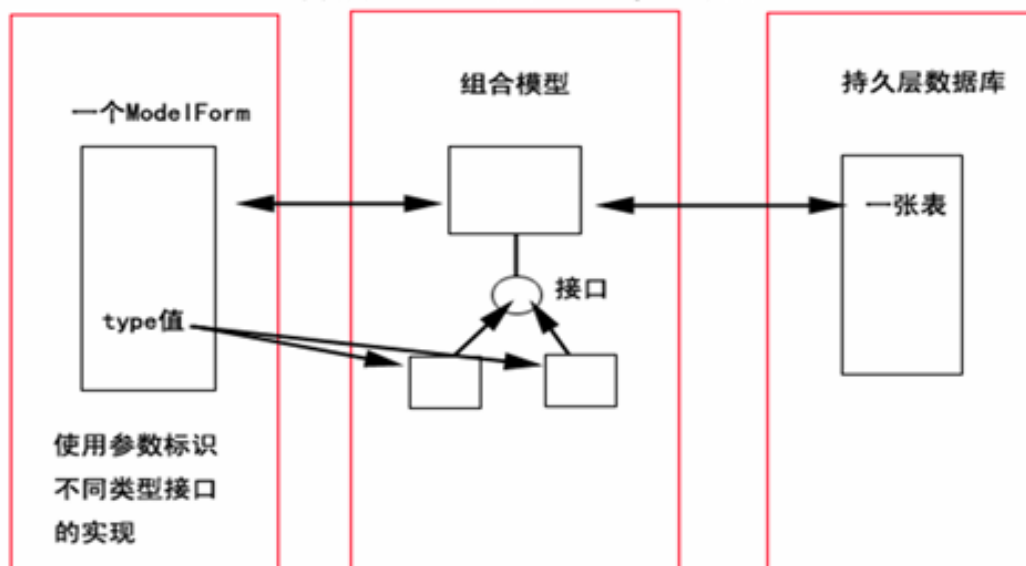 一个ModelForm
type值
使用参数标识
不同类型接口
的实现
组合模型
接口
持久层数据库
一张表